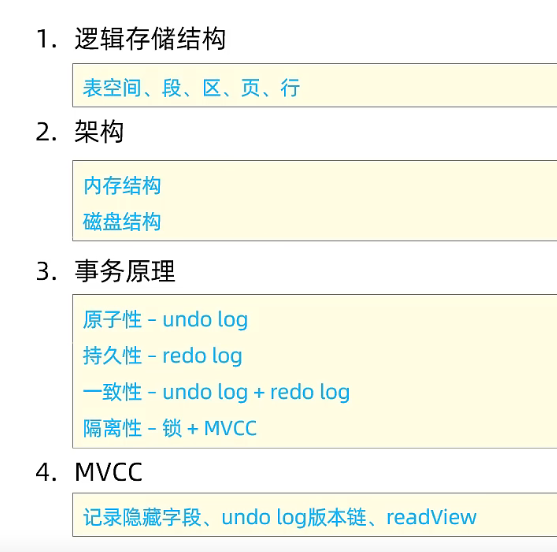 1. 逻辑存储结构
表空间、段、区、页、行
2. 架构
内存结构
磁盘结构
3. 事务原理
原子性 - undo log
持久性 - redo log
一致性 - undo log + redo log
隔离性 - 锁 + MVCC
4. MVCC
记录隐藏字段、undo log版本链、readView